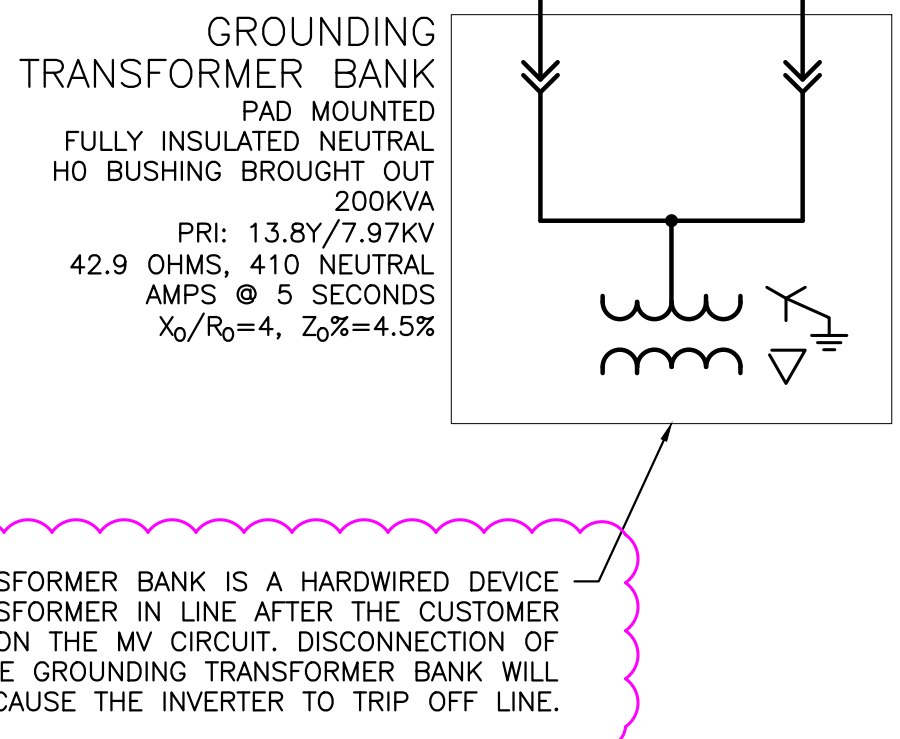 GROUNDING
TRANSFORMER BANK
PAD MOUNTED
FULLY INSULATED NEUTRAL
H0 BUSHING BROUGHT OUT
200KVA
PRI: 13.8Y/7.97KV
42.9 OHMS, 410 NEUTRAL
AMPS @ 5 SECONDS
X0/R0=4, Z0%=4.5%
SFORMER BANK IS A HARDWIRED DEVICE
SFORMER IN LINE AFTER THE CUSTOMER
ON THE MV CIRCUIT. DISCONNECTION OF
E GROUNDING TRANSFORMER BANK WILL
CAUSE THE INVERTER TO TRIP OFF LINE.